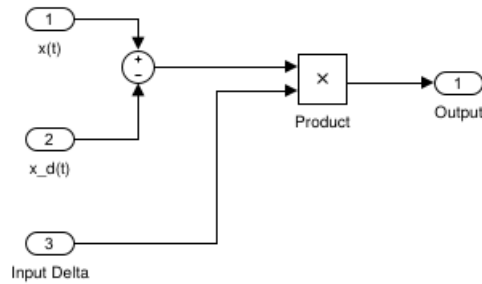 1
x(t)
+
−
2
x_d(t)
×
Product
1
Output
3
Input Delta